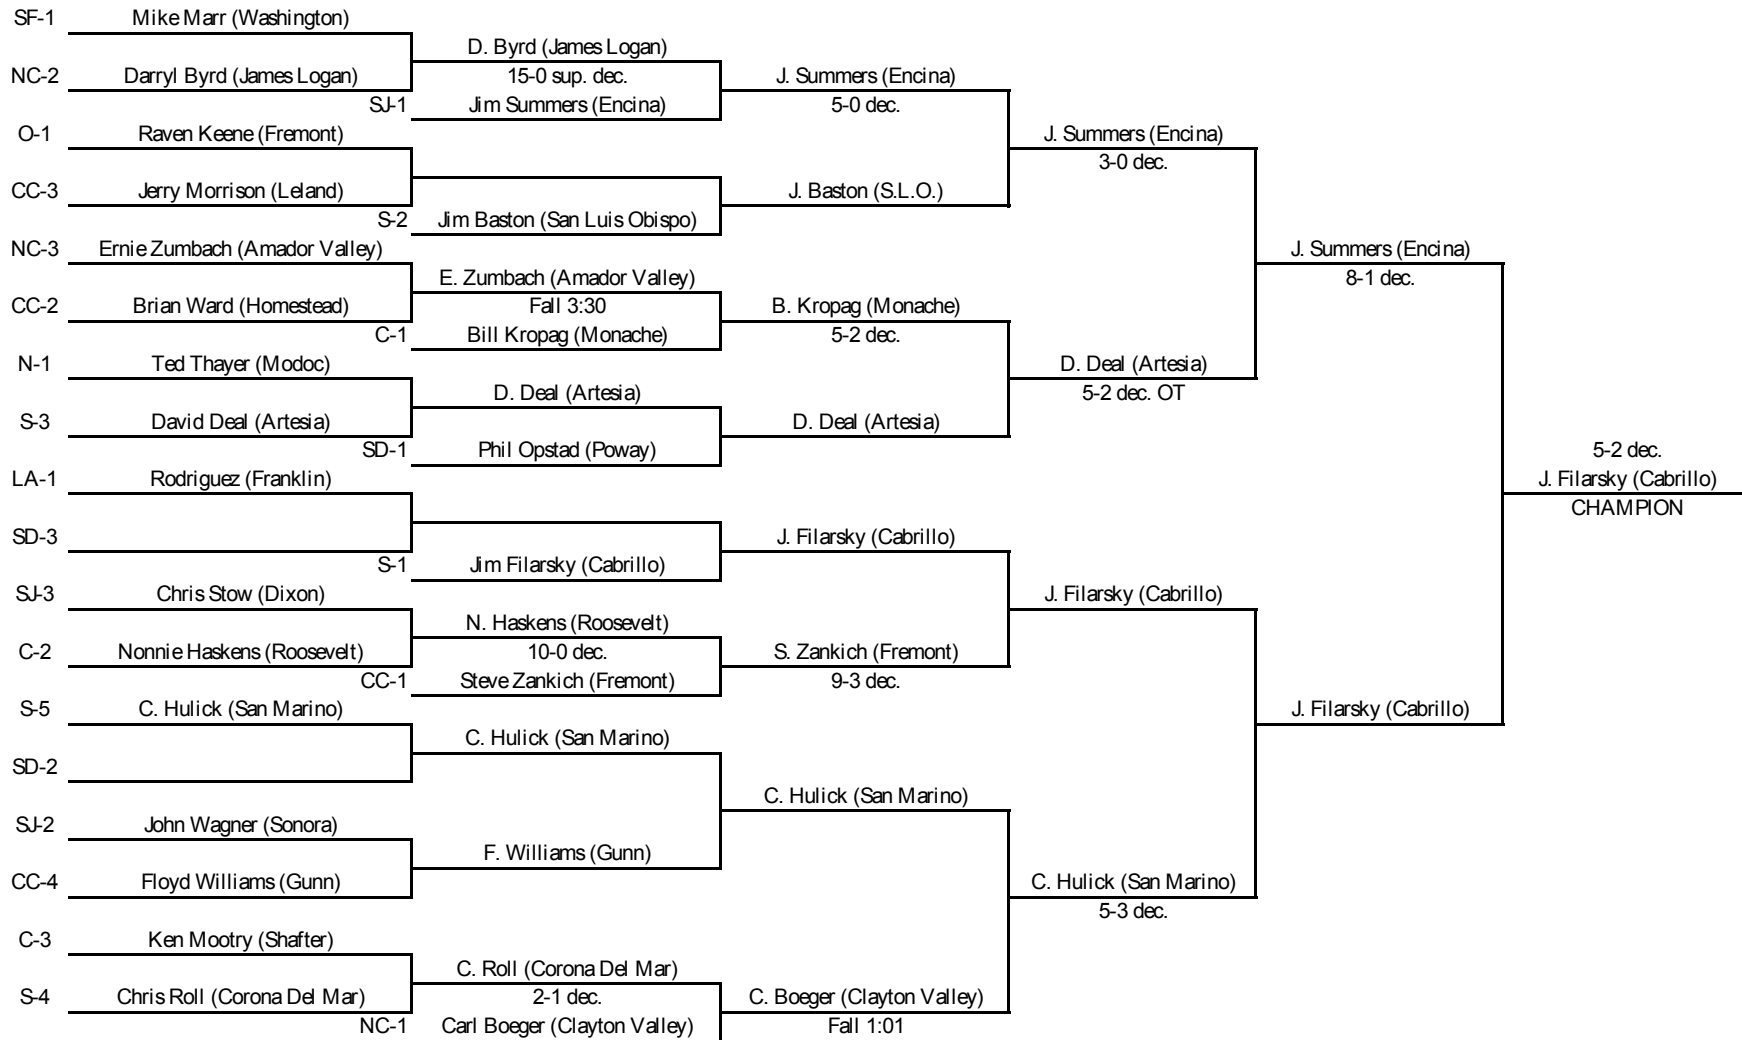 SF-1 Mike Marr (Washington)
D. Byrd (James Logan)
NC-2 Darryl Byrd (James Logan) 15-0 sup. dec. J. Summers (Encina)
SJ-1 Jim Summers (Encina) 5-0 dec.
O-1 Raven Keene (Fremont) J. Summers (Encina)
3-0 dec.
CC-3 Jerry Morrison (Leland) J. Baston (S.L.O.)
S-2 Jim Baston (San Luis Obispo)
NC-3 Ernie Zumbach (Amador Valley) J. Summers (Encina)
E. Zumbach (Amador Valley) 8-1 dec.
CC-2 Brian Ward (Homestead) Fall 3:30 B. Kropag (Monache)
C-1 Bill Kropag (Monache) 5-2 dec.
N-1 Ted Thayer (Modoc) D. Deal (Artesia)
D. Deal (Artesia) 5-2 dec. OT
S-3 David Deal (Artesia) D. Deal (Artesia)
SD-1 Phil Opstad (Poway) 5-2 dec.
LA-1 Rodriguez (Franklin) J. Filarsky (Cabrillo)
CHAMPION
SD-3 J. Filarsky (Cabrillo)
S-1 Jim Filarsky (Cabrillo)
SJ-3 Chris Stow (Dixon) J. Filarsky (Cabrillo)
N. Haskens (Roosevelt)
C-2 Nonnie Haskens (Roosevelt) 10-0 dec. S. Zankich (Fremont)
CC-1 Steve Zankich (Fremont) 9-3 dec.
S-5 C. Hulick (San Marino) J. Filarsky (Cabrillo)
C. Hulick (San Marino)
SD-2
C. Hulick (San Marino)
SJ-2 John Wagner (Sonora)
F. Williams (Gunn)
CC-4 Floyd Williams (Gunn) C. Hulick (San Marino)
5-3 dec.
C-3 Ken Mootry (Shafter)
C. Roll (Corona Del Mar)
S-4 Chris Roll (Corona Del Mar) 2-1 dec. C. Boeger (Clayton Valley)
NC-1 Carl Boeger (Clayton Valley) Fall 1:01